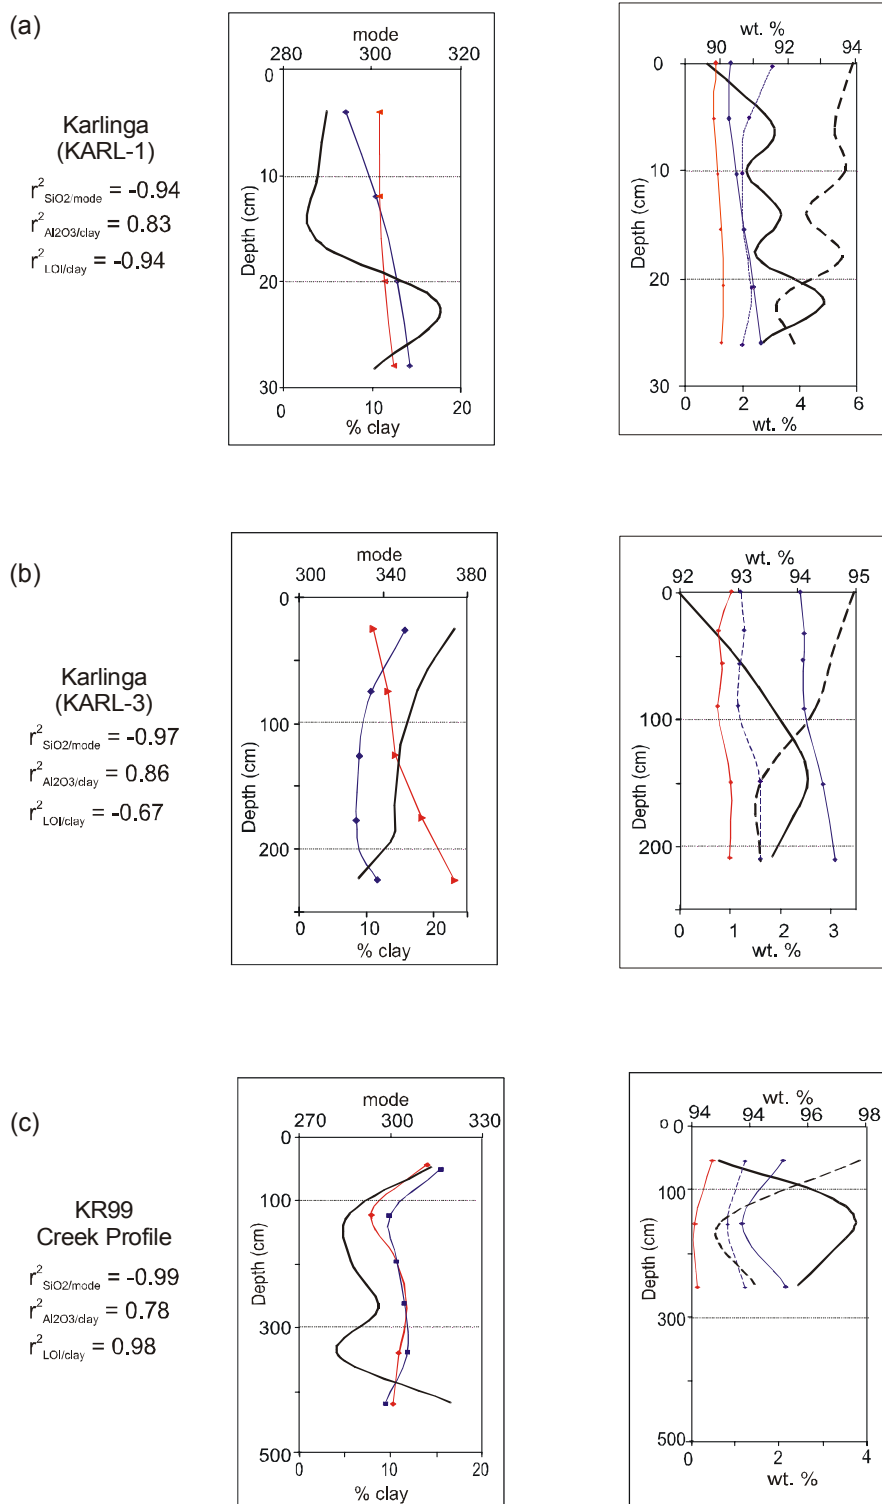 (a)
Karlinga
(KARL-1)
r²SiO2/mode = -0.94
r²Al2O3/clay = 0.83
r²LOI/clay = -0.94
mode
280 300 320
0
10
20
30
Depth (cm)
0 10 20
% clay
wt. %
90 91 92 94
0
10
20
30
Depth (cm)
0 2 4 6
wt. %
(b)
Karlinga
(KARL-3)
r²SiO2/mode = -0.97
r²Al2O3/clay = 0.86
r²LOI/clay = -0.67
mode
300 340 380
0
100
200
Depth (cm)
0 10 20
% clay
wt. %
92 93 94 95
0
100
200
Depth (cm)
0 1 2 3
wt. %
(c)
KR99
Creek Profile
r²SiO2/mode = -0.99
r²Al2O3/clay = 0.78
r²LOI/clay = 0.98
mode
270 300 330
0
100
300
500
Depth (cm)
0 10 20
% clay
wt. %
94 94 96 98
o 0
100
300
500
Depth (cm)
0 2 4
wt. %